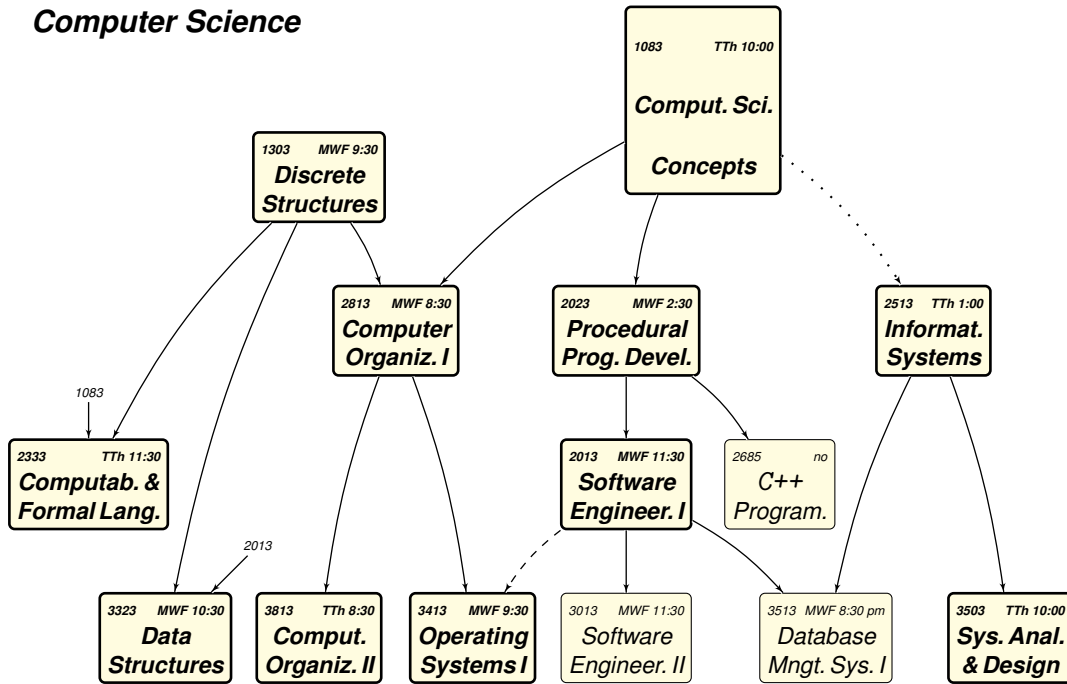 Computer Science
1083 TTh 10:00
Comput. Sci.
Concepts
1303 MWF 9:30
Discrete
Structures
2813 MWF 8:30
Computer
Organiz. I
2023 MWF 2:30
Procedural
Prog. Devel.
2513 TTh 1:00
Informat.
Systems
1083
2333 TTh 11:30
Computab. &
Formal Lang.
2013 MWF 11:30
Software
Engineer. I
2685 no
C++
Program.
2013
3323 MWF 10:30
Data
Structures
3813 TTh 8:30
Comput.
Organiz. II
3413 MWF 9:30
Operating
Systems I
3013 MWF 11:30
Software
Engineer. II
3513 MWF 8:30 pm
Database
Mngt. Sys. I
3503 TTh 10:00
Sys. Anal.
& Design